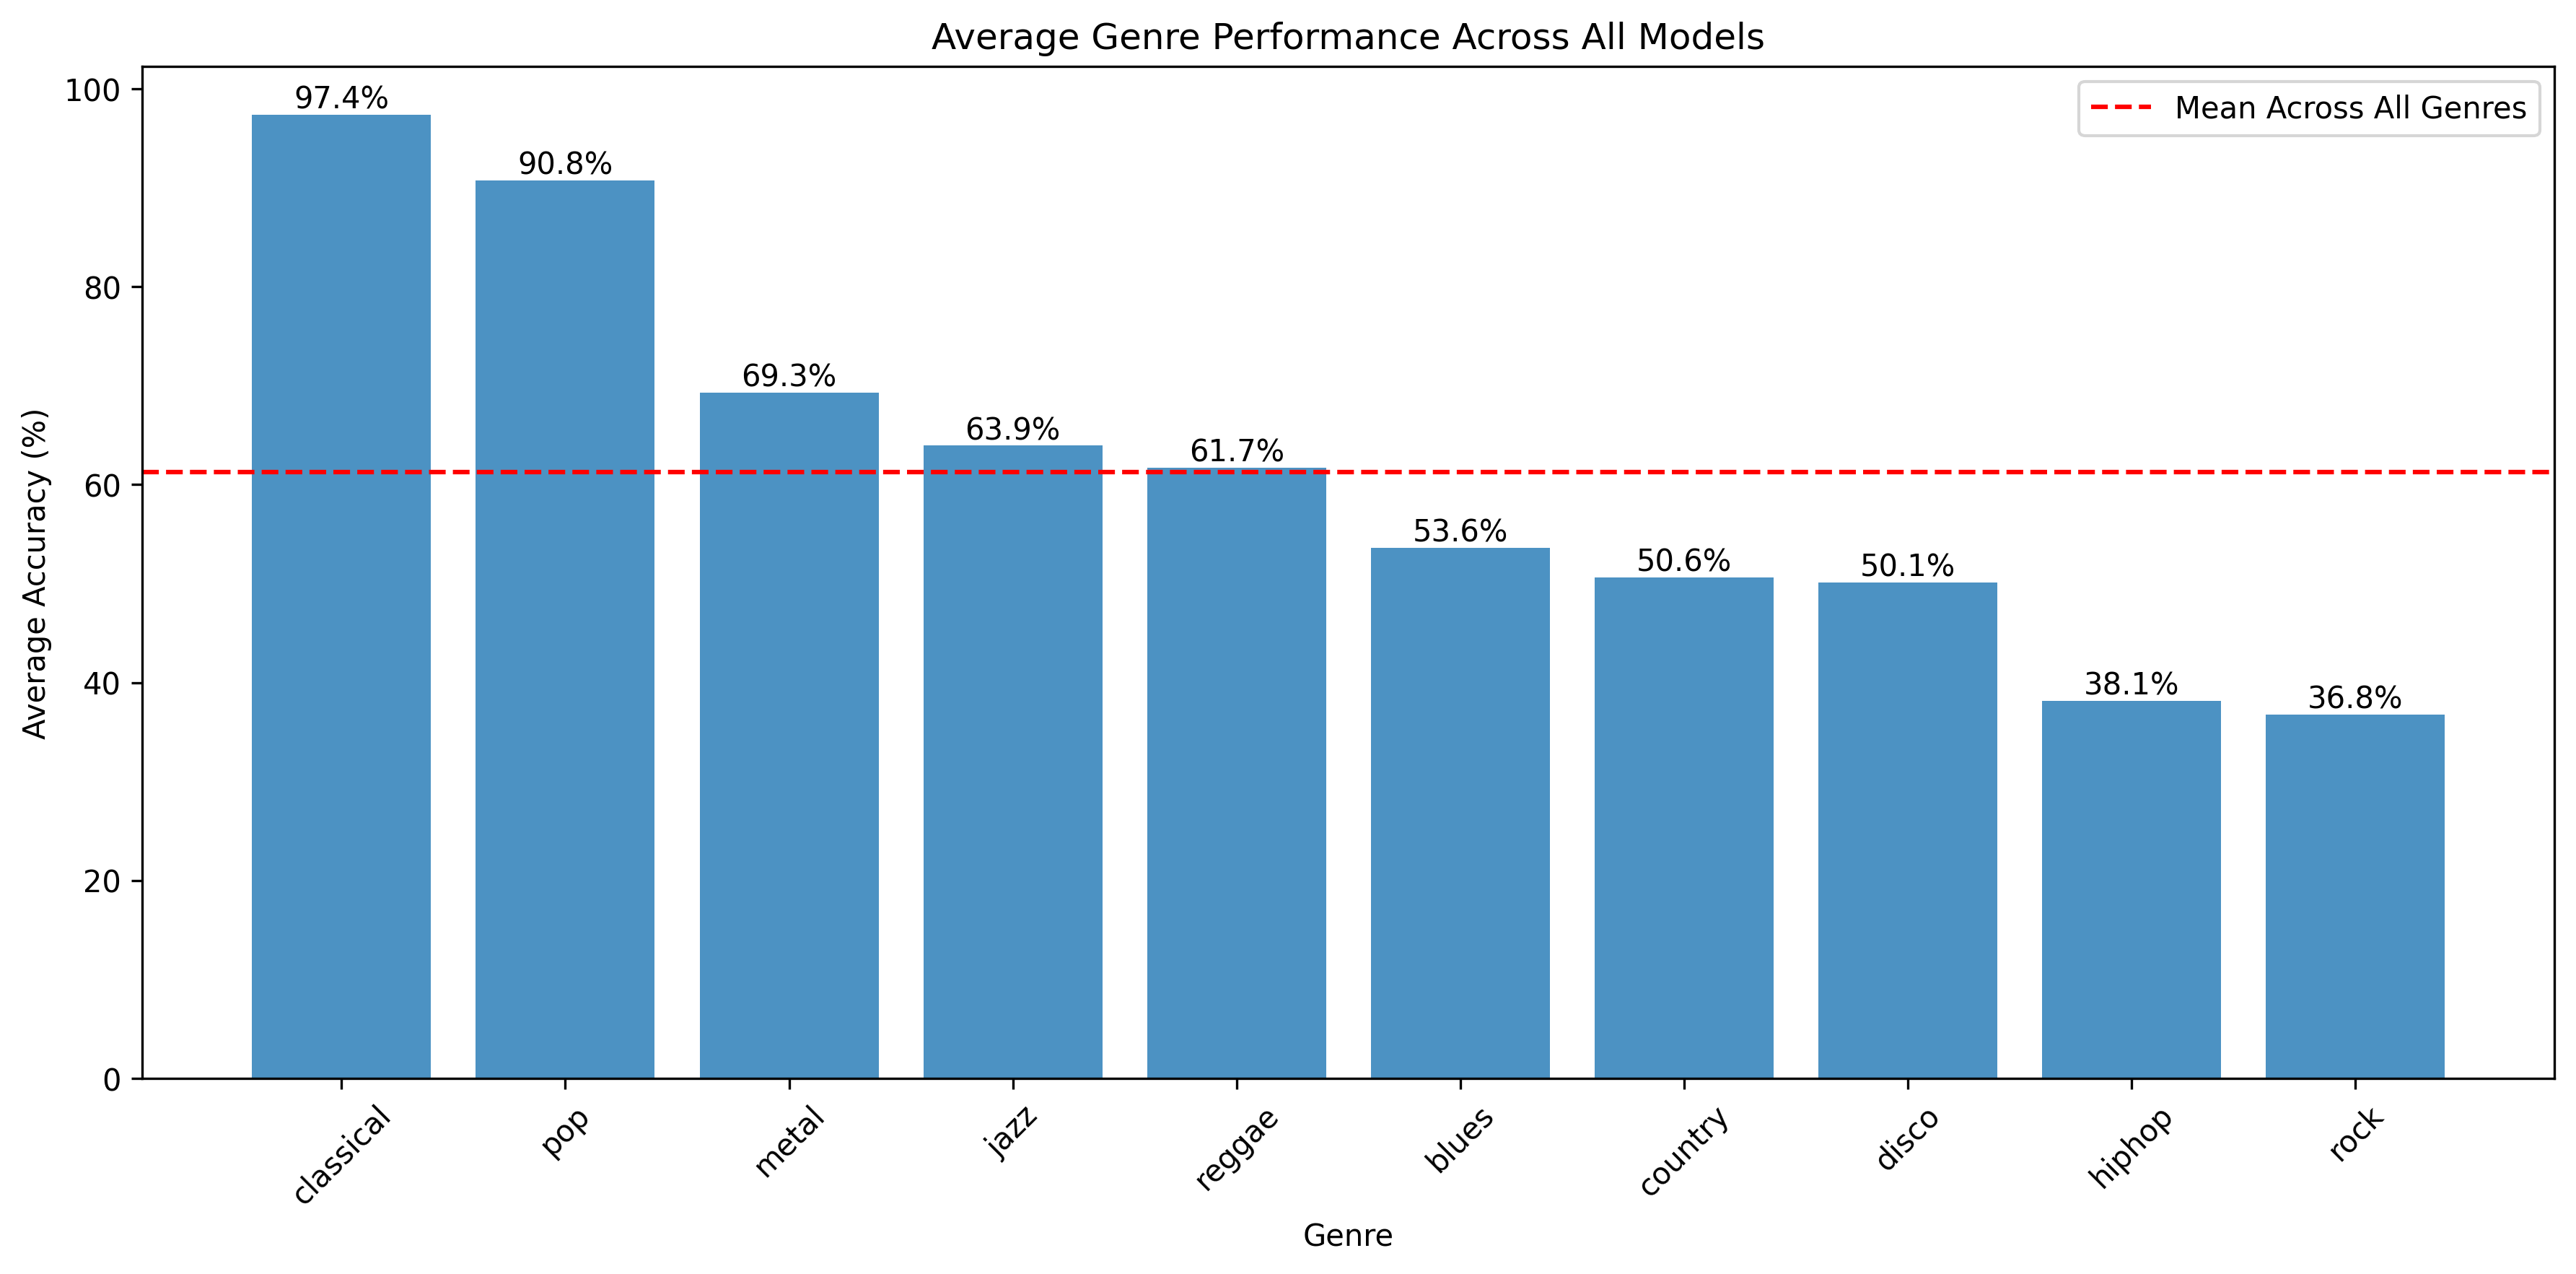 Average Genre Performance Across All Models
Mean Across All Genres
Average Accuracy (%)
100
80
60
40
20
0
97.4%
90.8%
69.3%
63.9%
61.7%
53.6%
50.6%
50.1%
38.1%
36.8%
classical
pop
metal
jazz
reggae
blues
country
disco
hiphop
rock
Genre